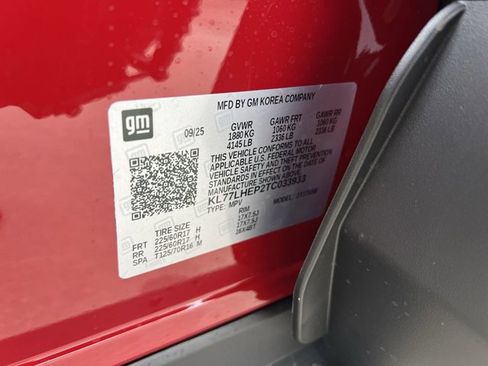 gm
MFD BY GM KOREA COMPANY
09/25 GVWR GAWR FRT GAWR RR
1880 KG 1060 KG 1060 KG
4145 LB 2336 LB 2336 LB
THIS VEHICLE CONFORMS TO ALL
APPLICABLE U.S. FEDERAL MOTOR
VEHICLE SAFETY AND THEFT PREVENTION
STANDARDS IN EFFECT ON THE DATE OF
MANUFACTURE SHOWN ABOVE.
KL77LHEP2TC033933
TYPE: MPV MODEL:
TIRE SIZE RIM
FRT 225/60R17 H 17X7.5J
RR 225/60R17 H 17X7.5J
SPA T125/70R16 M 16X4BT